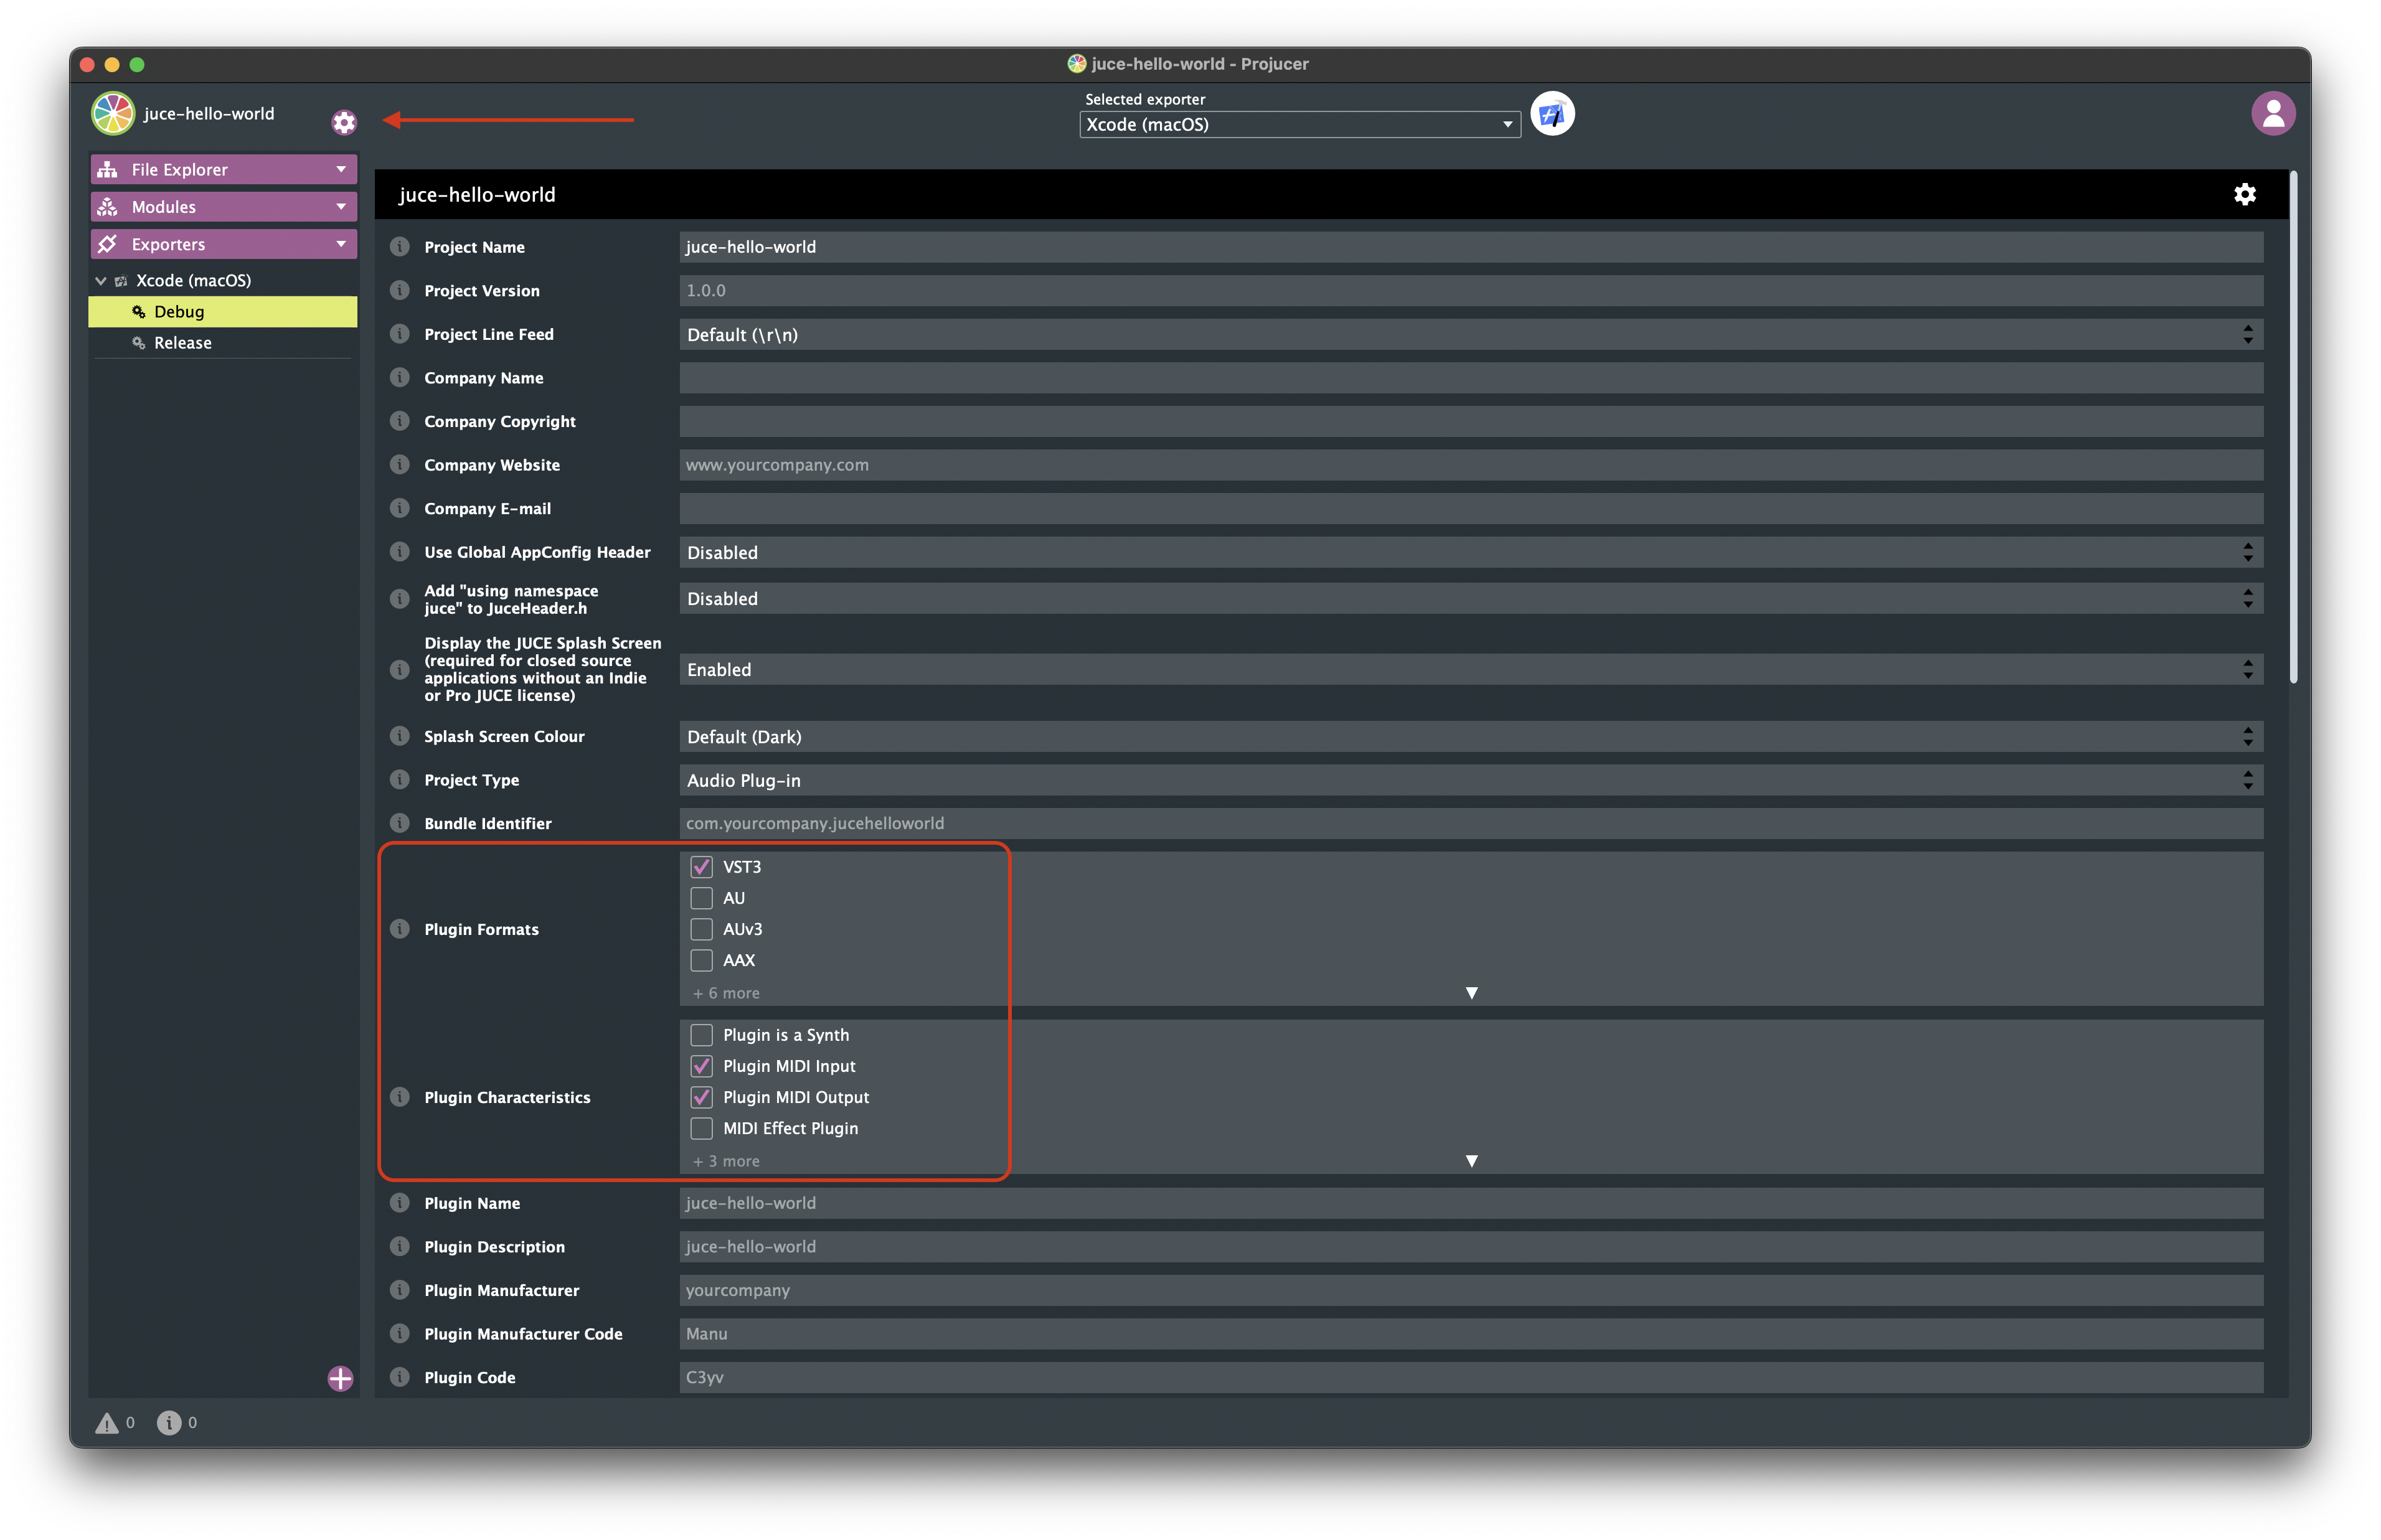 juce-hello-world - Projucer
juce-hello-world
Selected exporter
Xcode (macOS)
File Explorer
Modules
Exporters
Xcode (macOS)
Debug
Release
juce-hello-world
Project Name
juce-hello-world
Project Version
1.0.0
Project Line Feed
Default (\r\n)
Company Name
Company Copyright
Company Website
www.yourcompany.com
Company E-mail
Use Global AppConfig Header
Disabled
Add "using namespace
juce" to JuceHeader.h
Disabled
Display the JUCE Splash Screen
(required for closed source
applications without an Indie
or Pro JUCE license)
Enabled
Splash Screen Colour
Default (Dark)
Project Type
Audio Plug-in
Bundle Identifier
com.yourcompany.jucehelloworld
Plugin Formats
VST3
AU
AUv3
AAX
+ 6 more
Plugin Characteristics
Plugin is a Synth
Plugin MIDI Input
Plugin MIDI Output
MIDI Effect Plugin
+ 3 more
Plugin Name
juce-hello-world
Plugin Description
juce-hello-world
Plugin Manufacturer
yourcompany
Plugin Manufacturer Code
Manu
Plugin Code
C3yv
0
0